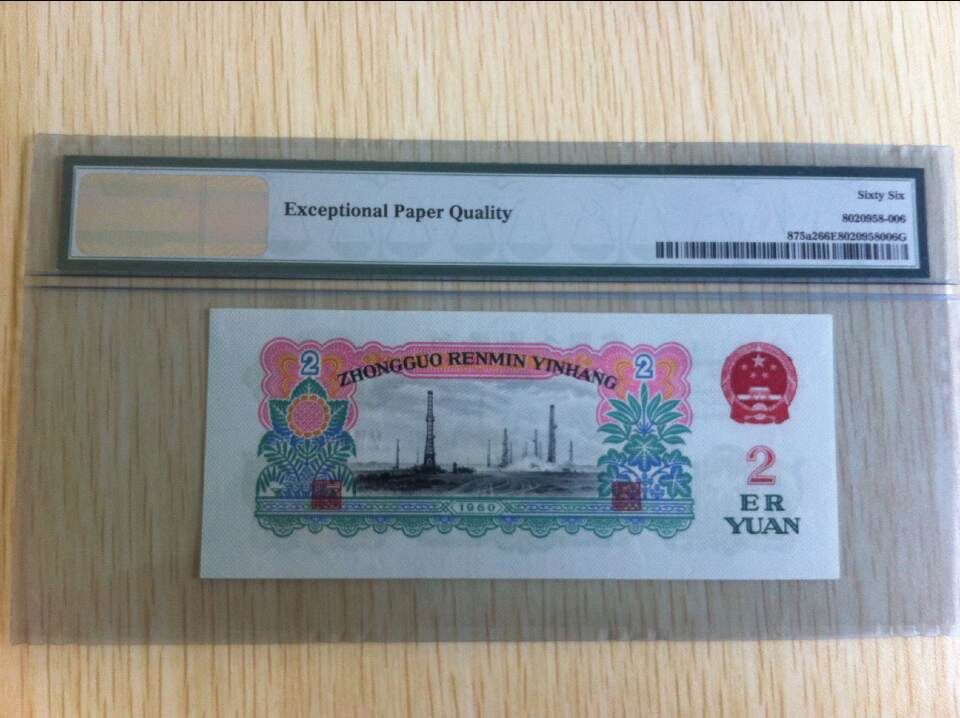 Exceptional Paper Quality
Sixty Six
8020958-006
875a266E8020958006G
2
ZHONGGUO RENMIN YINHANG
2
1960
2
ER
YUAN